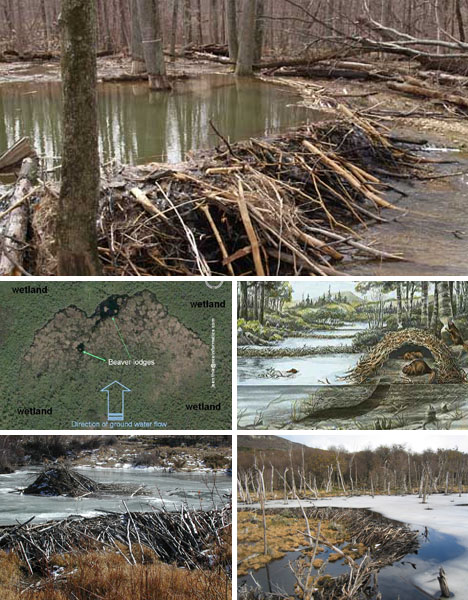 wetland
wetland
Beaver lodges
wetland
wetland
Direction of ground water flow